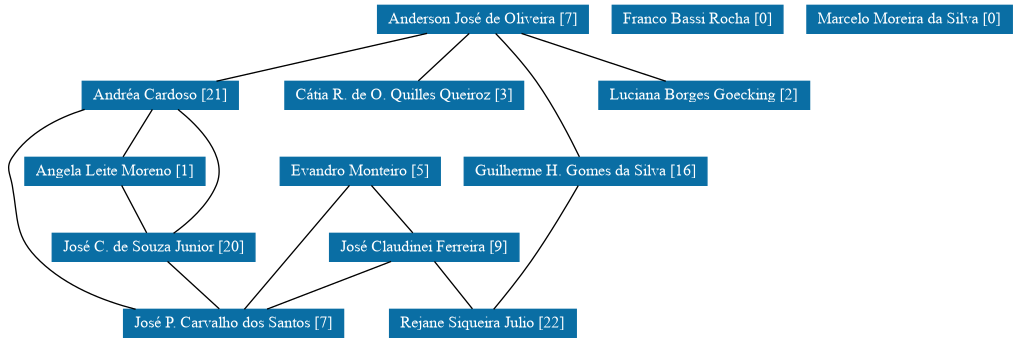 Anderson José de Oliveira [7]
Franco Bassi Rocha [0]
Marcelo Moreira da Silva [0]
Andréa Cardoso [21]
Cátia R. de O. Quilles Queiroz [3]
Luciana Borges Goecking [2]
Angela Leite Moreno [1]
Evandro Monteiro [5]
Guilherme H. Gomes da Silva [16]
José C. de Souza Junior [20]
José Claudinei Ferreira [9]
José P. Carvalho dos Santos [7]
Rejane Siqueira Julio [22]